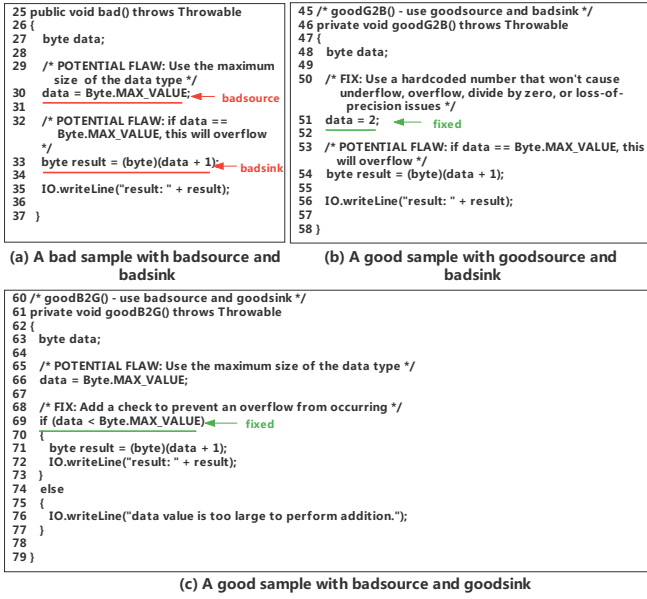 25 public void bad() throws Throwable
26 {
27 byte data;
28
29 /* POTENTIAL FLAW: Use the maximum
size of the data type */
30 data = Byte.MAX_VALUE; badsource
31
32 /* POTENTIAL FLAW: if data ==
Byte.MAX_VALUE, this will overflow
*/
33 byte result = (byte)(data + 1); badsink
34
35 IO.writeLine("result: " + result);
36
37 }
(a) A bad sample with badsource and
badsink
45 /* goodG2B() - use goodsource and badsink */
46 private void goodG2B() throws Throwable
47 {
48 byte data;
49
50 /* FIX: Use a hardcoded number that won't cause
underflow, overflow, divide by zero, or loss-of-
precision issues */
51 data = 2; fixed
52
53 /* POTENTIAL FLAW: if data == Byte.MAX_VALUE, this
will overflow */
54 byte result = (byte)(data + 1);
55
56 IO.writeLine("result: " + result);
57
58 }
(b) A good sample with goodsource and
badsink
60 /* goodB2G() - use badsource and goodsink */
61 private void goodB2G() throws Throwable
62 {
63 byte data;
64
65 /* POTENTIAL FLAW: Use the maximum size of the data type */
66 data = Byte.MAX_VALUE;
67
68 /* FIX: Add a check to prevent an overflow from occurring */
69 if (data < Byte.MAX_VALUE) fixed
70 {
71 byte result = (byte)(data + 1);
72 IO.writeLine("result: " + result);
73 }
74 else
75 {
76 IO.writeLine("data value is too large to perform addition.");
77 }
78
79 }
(c) A good sample with badsource and goodsink